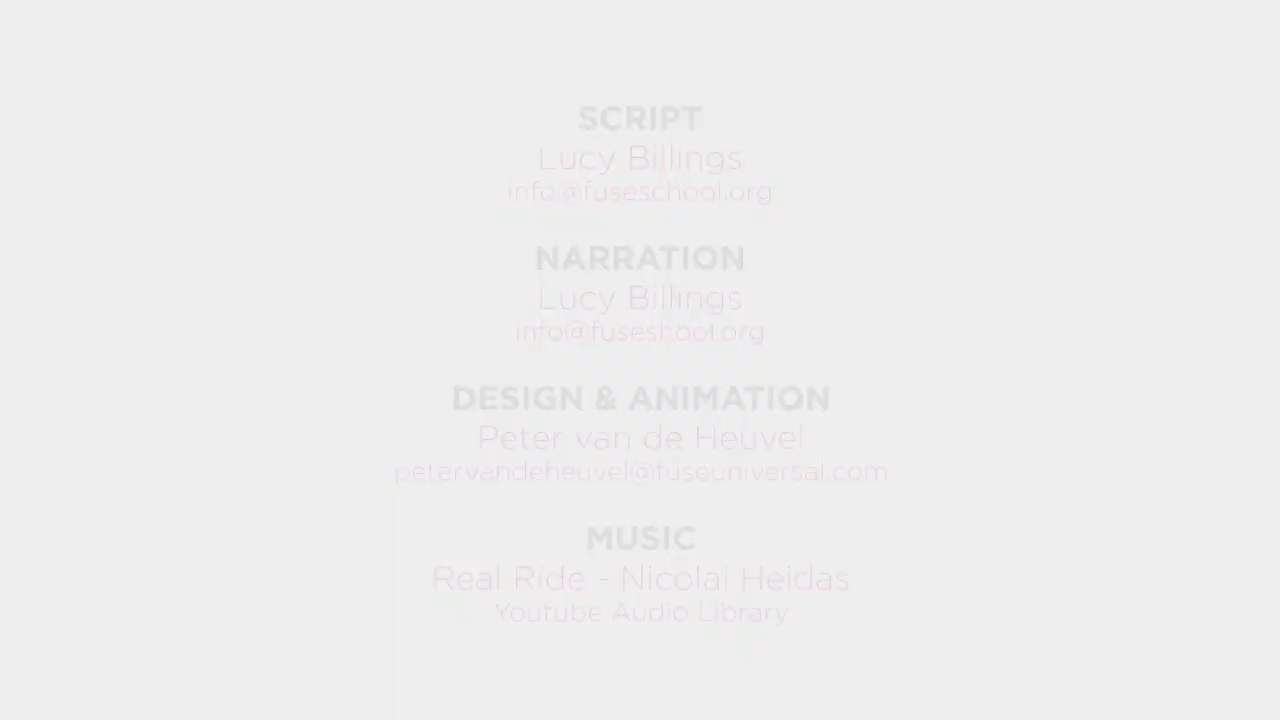 SCRIPT
Lucy Billings
info@fuseschool.org
NARRATION
Lucy Billings
info@fuseshool.org
DESIGN & ANIMATION
Peter van de Heuvel
petervandeheuvel@fuseuniversal.com
MUSIC
Real Ride - Nicolai Heidas
Youtube Audio Library